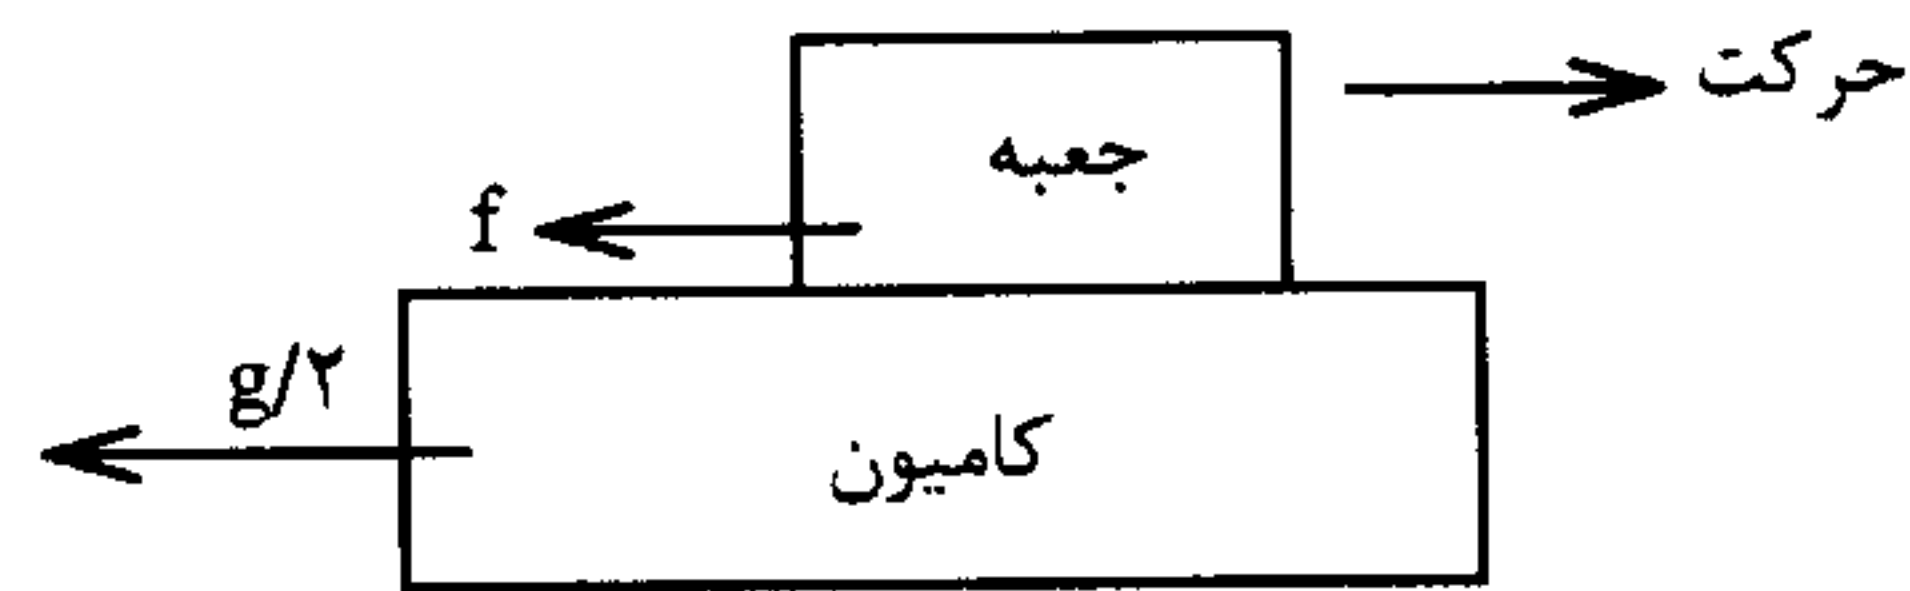 حرکت
جعبه
f
g/۲
کامیون